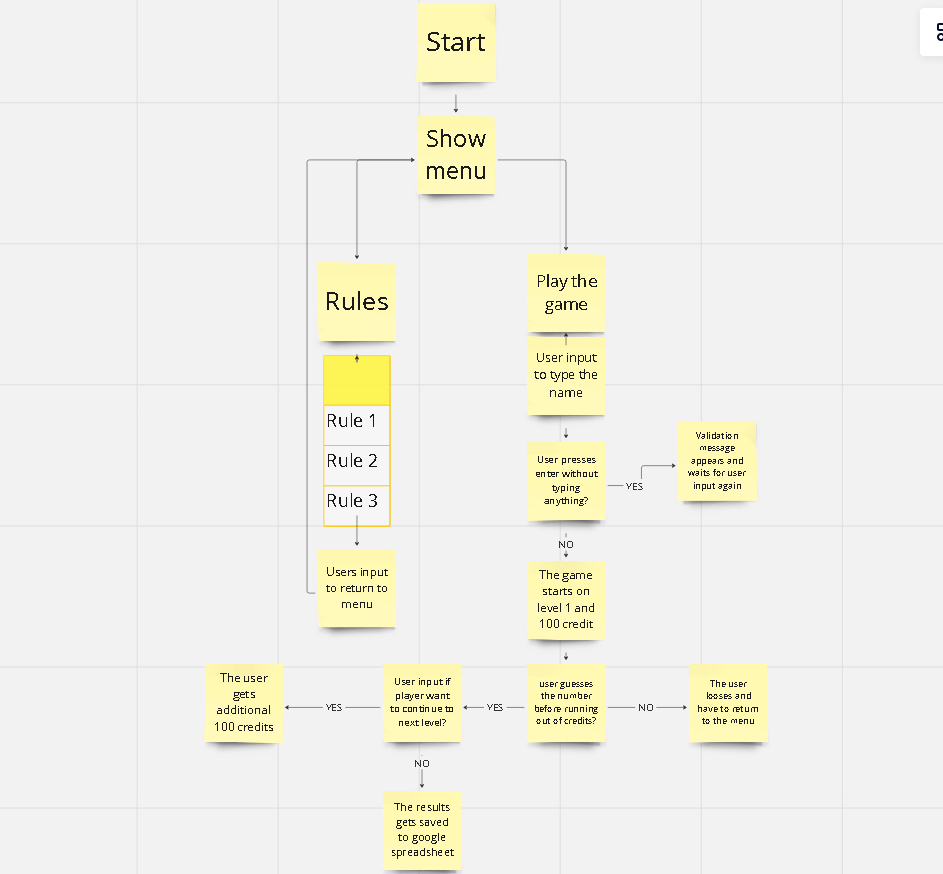 Start
Show
menu
Rules
Rule 1
Rule 2
Rule 3
Users input
to return to
menu
Play the
game
User input
to type the
name
User presses
enter without
typing
anything?
YES
Validation
message
appears and
waits for user
input again
NO
The game
starts on
level 1 and
100 credit
user guesses
the number
before running
out of credits?
NO
The user
looses and
have to return
to the menu
YES
User input if
player want
to continue to
next level?
YES
The user
gets
additional
100 credits
NO
The results
gets saved
to google
spreadsheet